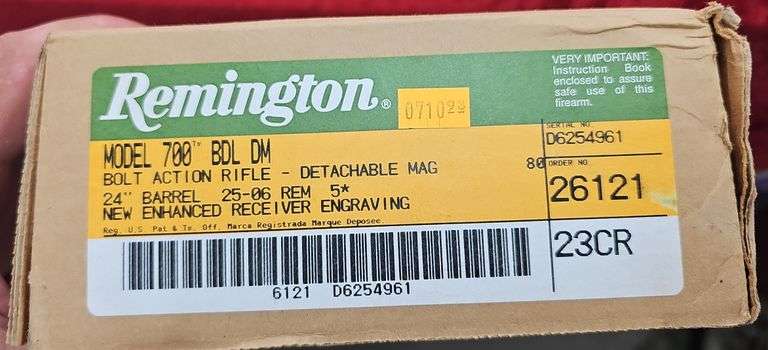 Remington®
071028
VERY IMPORTANT:
Instruction Book
enclosed to assure
safe use of this
firearm.
MODEL 700™ BDL DM
BOLT ACTION RIFLE - DETACHABLE MAG
24" BARREL 25-06 REM 5*
NEW ENHANCED RECEIVER ENGRAVING
Reg. U.S. Pat & Tm. Off. Marca Registrada Marque Deposee
80
SERIAL NO.
D6254961
ORDER NO.
26121
23CR
6121 D6254961